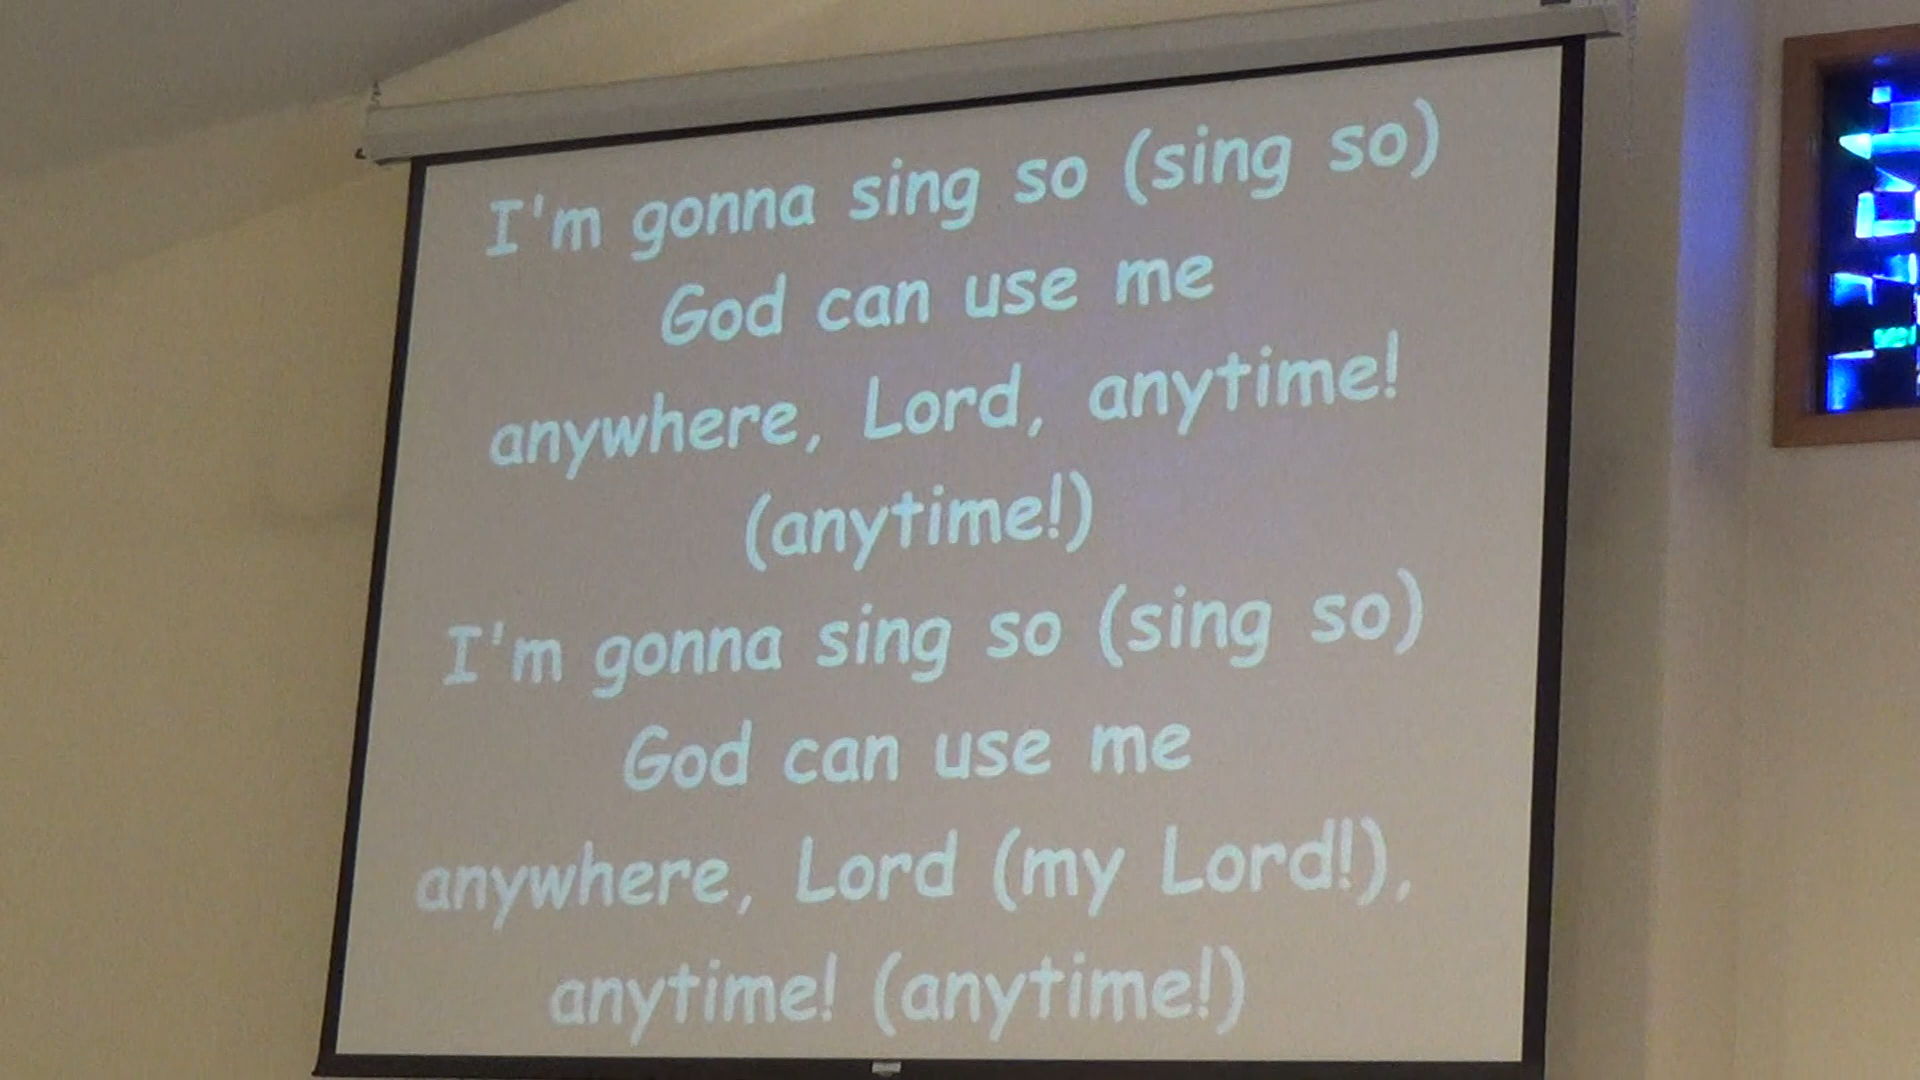 I'm gonna sing so (sing so)
God can use me
anywhere, Lord, anytime!
(anytime!)
I'm gonna sing so (sing so)
God can use me
anywhere, Lord (my Lord!),
anytime! (anytime!)